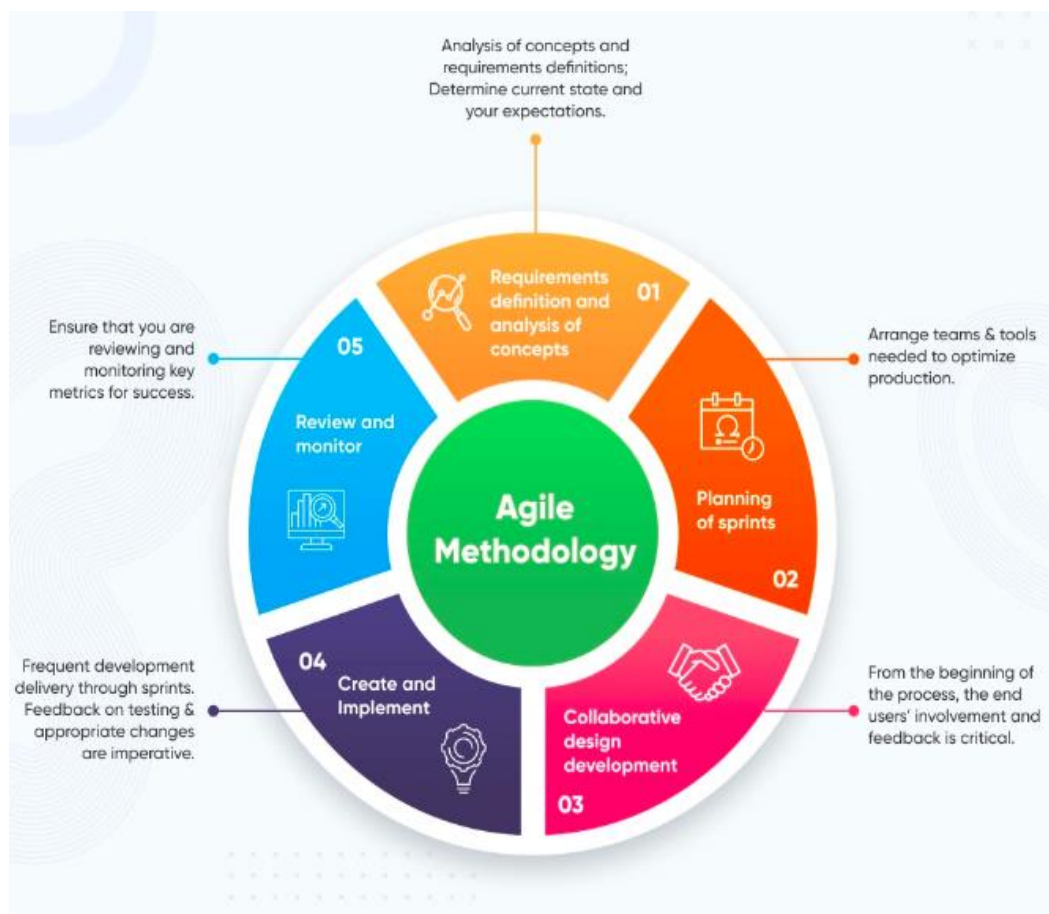 Analysis of concepts and
requirements definitions;
Determine current state and
your expectations.
Requirements
definition and
analysis of
concepts
01
Arrange teams & tools
needed to optimize
production.
Planning
of sprints
02
From the beginning of
the process, the end
users' involvement and
feedback is critical.
Collaborative
design
development
03
Frequent development
delivery through sprints.
Feedback on testing &
appropriate changes
are imperative.
04
Create and
Implement
Ensure that you are
reviewing and
monitoring key
metrics for success.
05
Review and
monitor
Agile
Methodology